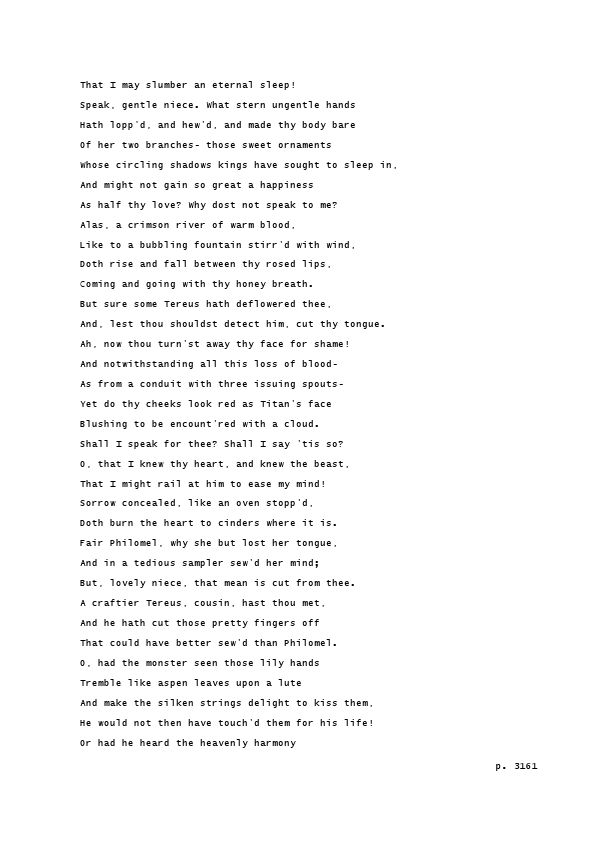 That I may slumber an eternal sleep!
Speak, gentle niece. What stern ungentle hands
Hath lopp'd, and hew'd, and made thy body bare
Of her two branches- those sweet ornaments
Whose circling shadows kings have sought to sleep in,
And might not gain so great a happiness
As half thy love? Why dost not speak to me?
Alas, a crimson river of warm blood,
Like to a bubbling fountain stirr'd with wind,
Doth rise and fall between thy rosed lips,
Coming and going with thy honey breath.
But sure some Tereus hath deflowered thee,
And, lest thou shouldst detect him, cut thy tongue.
Ah, now thou turn'st away thy face for shame!
And notwithstanding all this loss of blood-
As from a conduit with three issuing spouts-
Yet do thy cheeks look red as Titan's face
Blushing to be encount'red with a cloud.
Shall I speak for thee? Shall I say 'tis so?
O, that I knew thy heart, and knew the beast,
That I might rail at him to ease my mind!
Sorrow concealed, like an oven stopp'd,
Doth burn the heart to cinders where it is.
Fair Philomel, why she but lost her tongue,
And in a tedious sampler sew'd her mind;
But, lovely niece, that mean is cut from thee.
A craftier Tereus, cousin, hast thou met,
And he hath cut those pretty fingers off
That could have better sew'd than Philomel.
O, had the monster seen those lily hands
Tremble like aspen leaves upon a lute
And make the silken strings delight to kiss them,
He would not then have touch'd them for his life!
Or had he heard the heavenly harmony
p. 3161